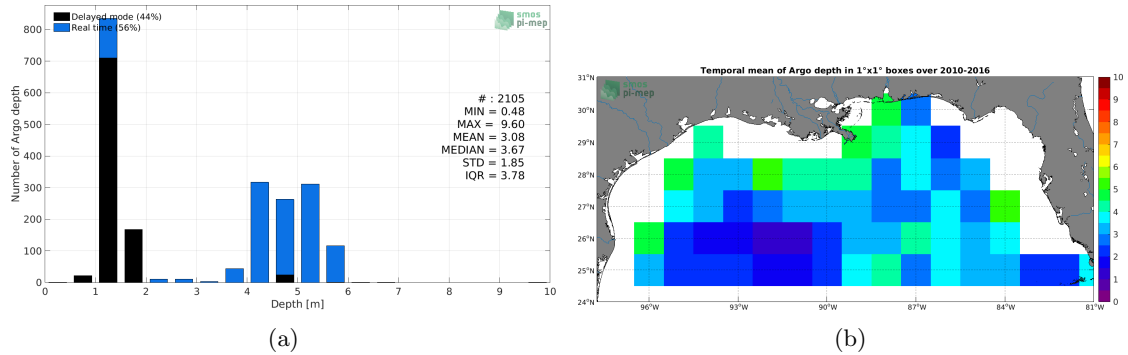 Delayed mode (44%)
Real time (56%)
smos
pi-mep
Number of Argo depth
800
700
600
500
400
300
200
100
0
# : 2105
MIN = 0.48
MAX = 9.60
MEAN = 3.08
MEDIAN = 3.67
STD = 1.85
IQR = 3.78
0 1 2 3 4 5 6 7 8 9 10
Depth [m]
(a)
Temporal mean of Argo depth in 1°x1° boxes over 2010-2016
smos
pi-mep
31°N
30°N
29°N
28°N
27°N
26°N
25°N
24°N
96°W 93°W 90°W 87°W 84°W 81°W
10
9
8
7
6
5
4
3
2
1
0
(b)